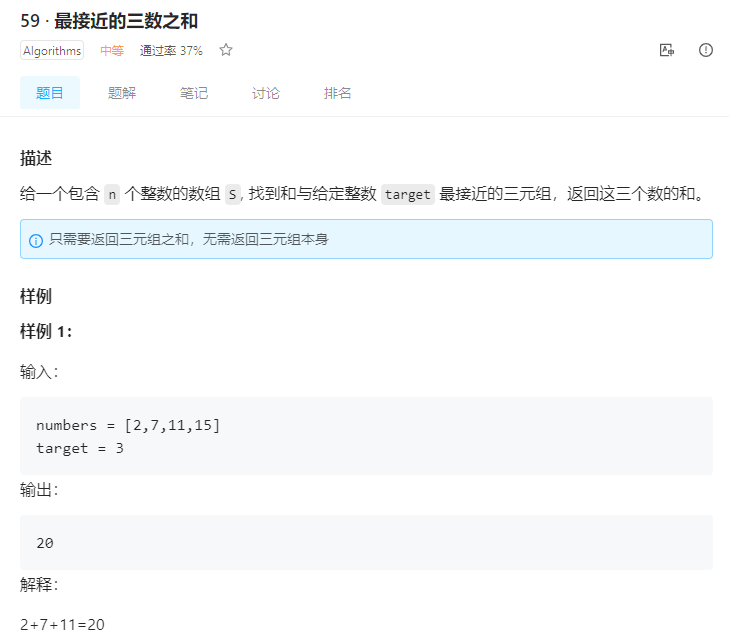 59 · 最接近的三数之和
Algorithms 中等 通过率 37%
题目 题解 笔记 讨论 排名
描述
给一个包含 n 个整数的数组 S, 找到和与给定整数 target 最接近的三元组，返回这三个数的和。
只需要返回三元组之和，无需返回三元组本身
样例
样例 1：
输入：
numbers = [2,7,11,15]
target = 3
输出：
20
解释：
2+7+11=20